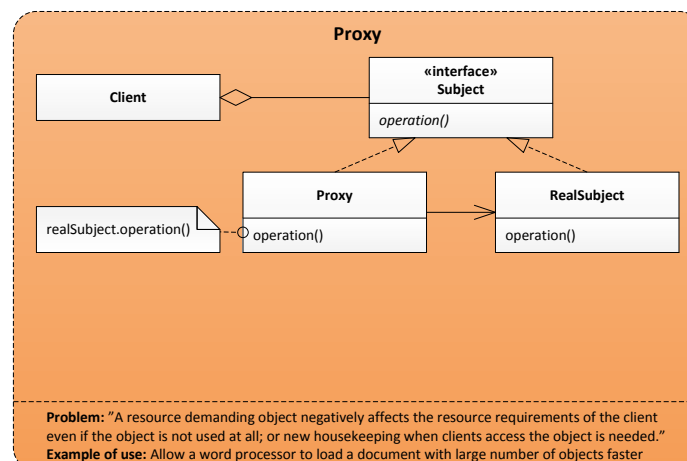 Proxy
«interface»
Subject
Client
operation()
Proxy
RealSubject
realSubject.operation()
operation()
operation()
Problem: ”A resource demanding object negatively affects the resource requirements of the client
even if the object is not used at all; or new housekeeping when clients access the object is needed.”
Example of use: Allow a word processor to load a document with large number of objects faster